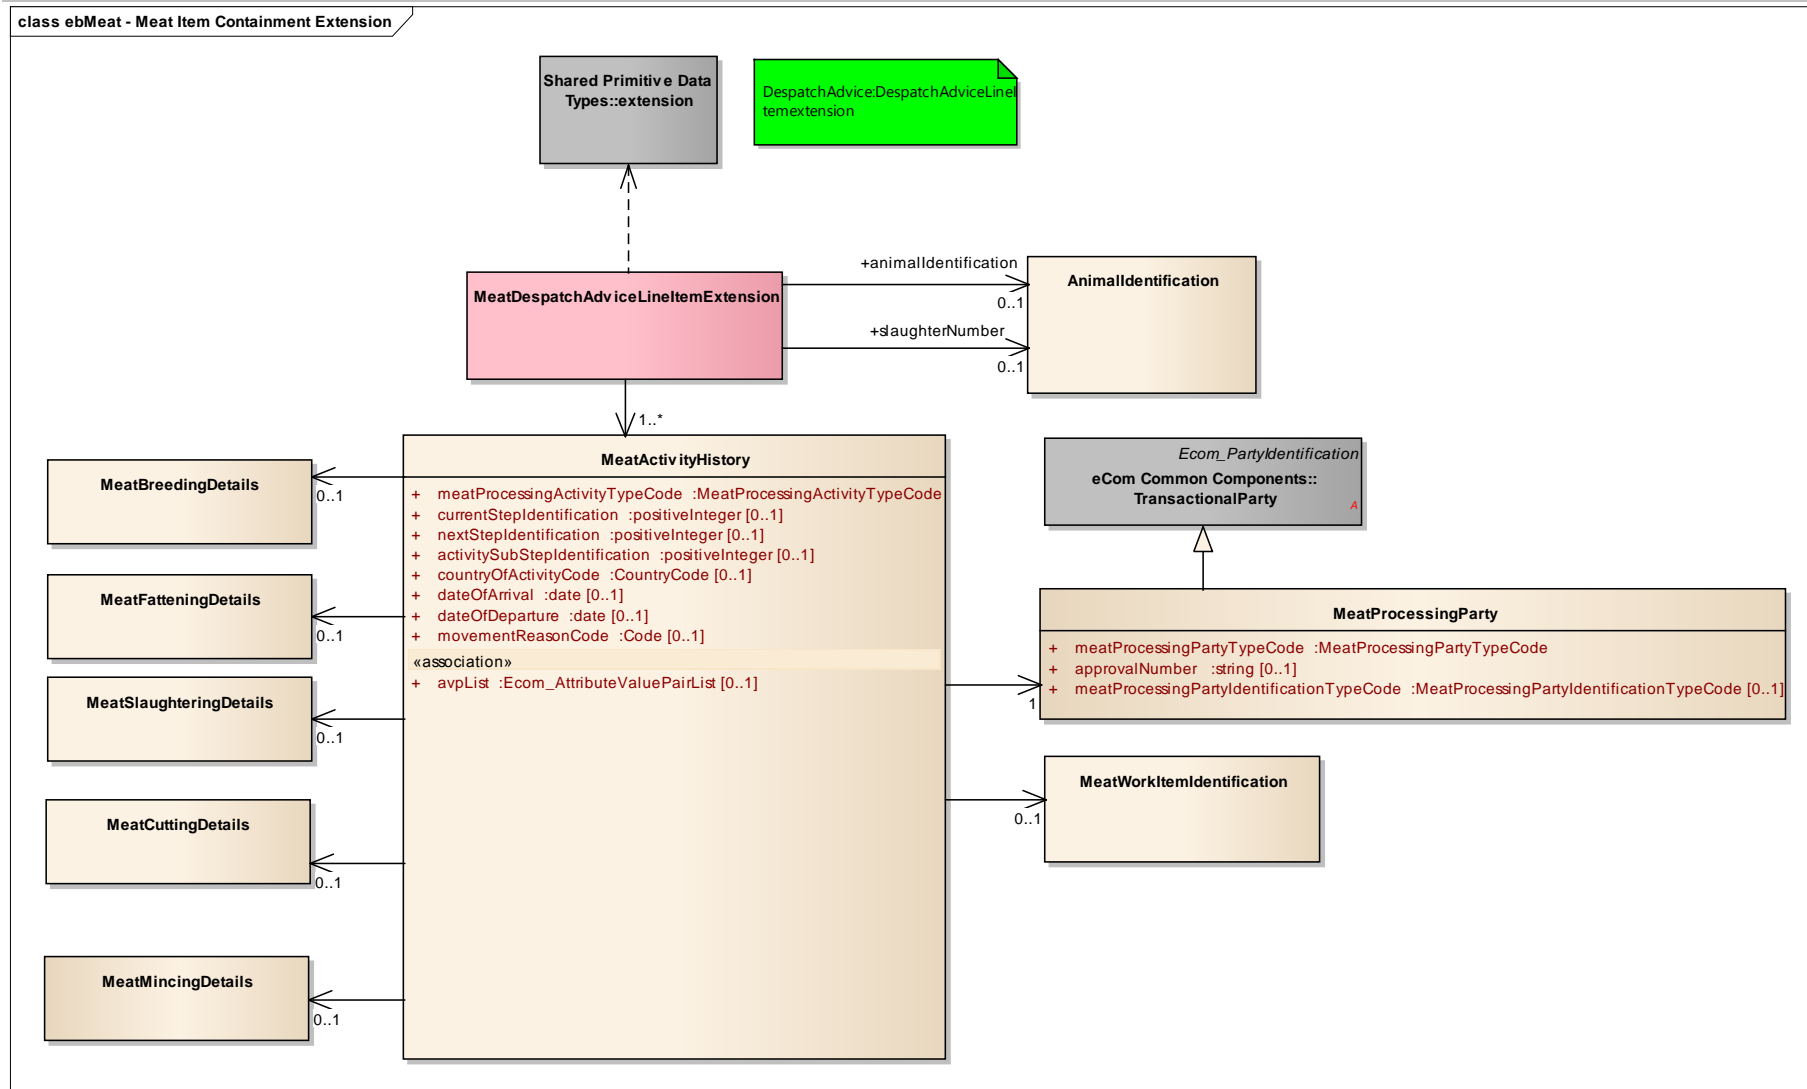 class ebMeat - Meat Item Containment Extension
Shared Primitive Data
Types::extension
DespatchAdvice:DespatchAdviceLineI
temextension
MeatDespatchAdviceLineItemExtension
+animalIdentification
0..1
+slaughterNumber
0..1
AnimalIdentification
1..*
MeatActivityHistory
+ meatProcessingActivityTypeCode :MeatProcessingActivityTypeCode
+ currentStepIdentification :positiveInteger [0..1]
+ nextStepIdentification :positiveInteger [0..1]
+ activitySubStepIdentification :positiveInteger [0..1]
+ countryOfActivityCode :CountryCode [0..1]
+ dateOfArrival :date [0..1]
+ dateOfDeparture :date [0..1]
+ movementReasonCode :Code [0..1]
«association»
+ avpList :Ecom_AttributeValuePairList [0..1]
MeatBreedingDetails
0..1
MeatFatteningDetails
0..1
MeatSlaughteringDetails
0..1
MeatCuttingDetails
0..1
MeatMincingDetails
0..1
Ecom_PartyIdentification
eCom Common Components::
TransactionalParty
A
MeatProcessingParty
+ meatProcessingPartyTypeCode :MeatProcessingPartyTypeCode
+ approvalNumber :string [0..1]
+ meatProcessingPartyIdentificationTypeCode :MeatProcessingPartyIdentificationTypeCode [0..1]
1
MeatWorkItemIdentification
0..1